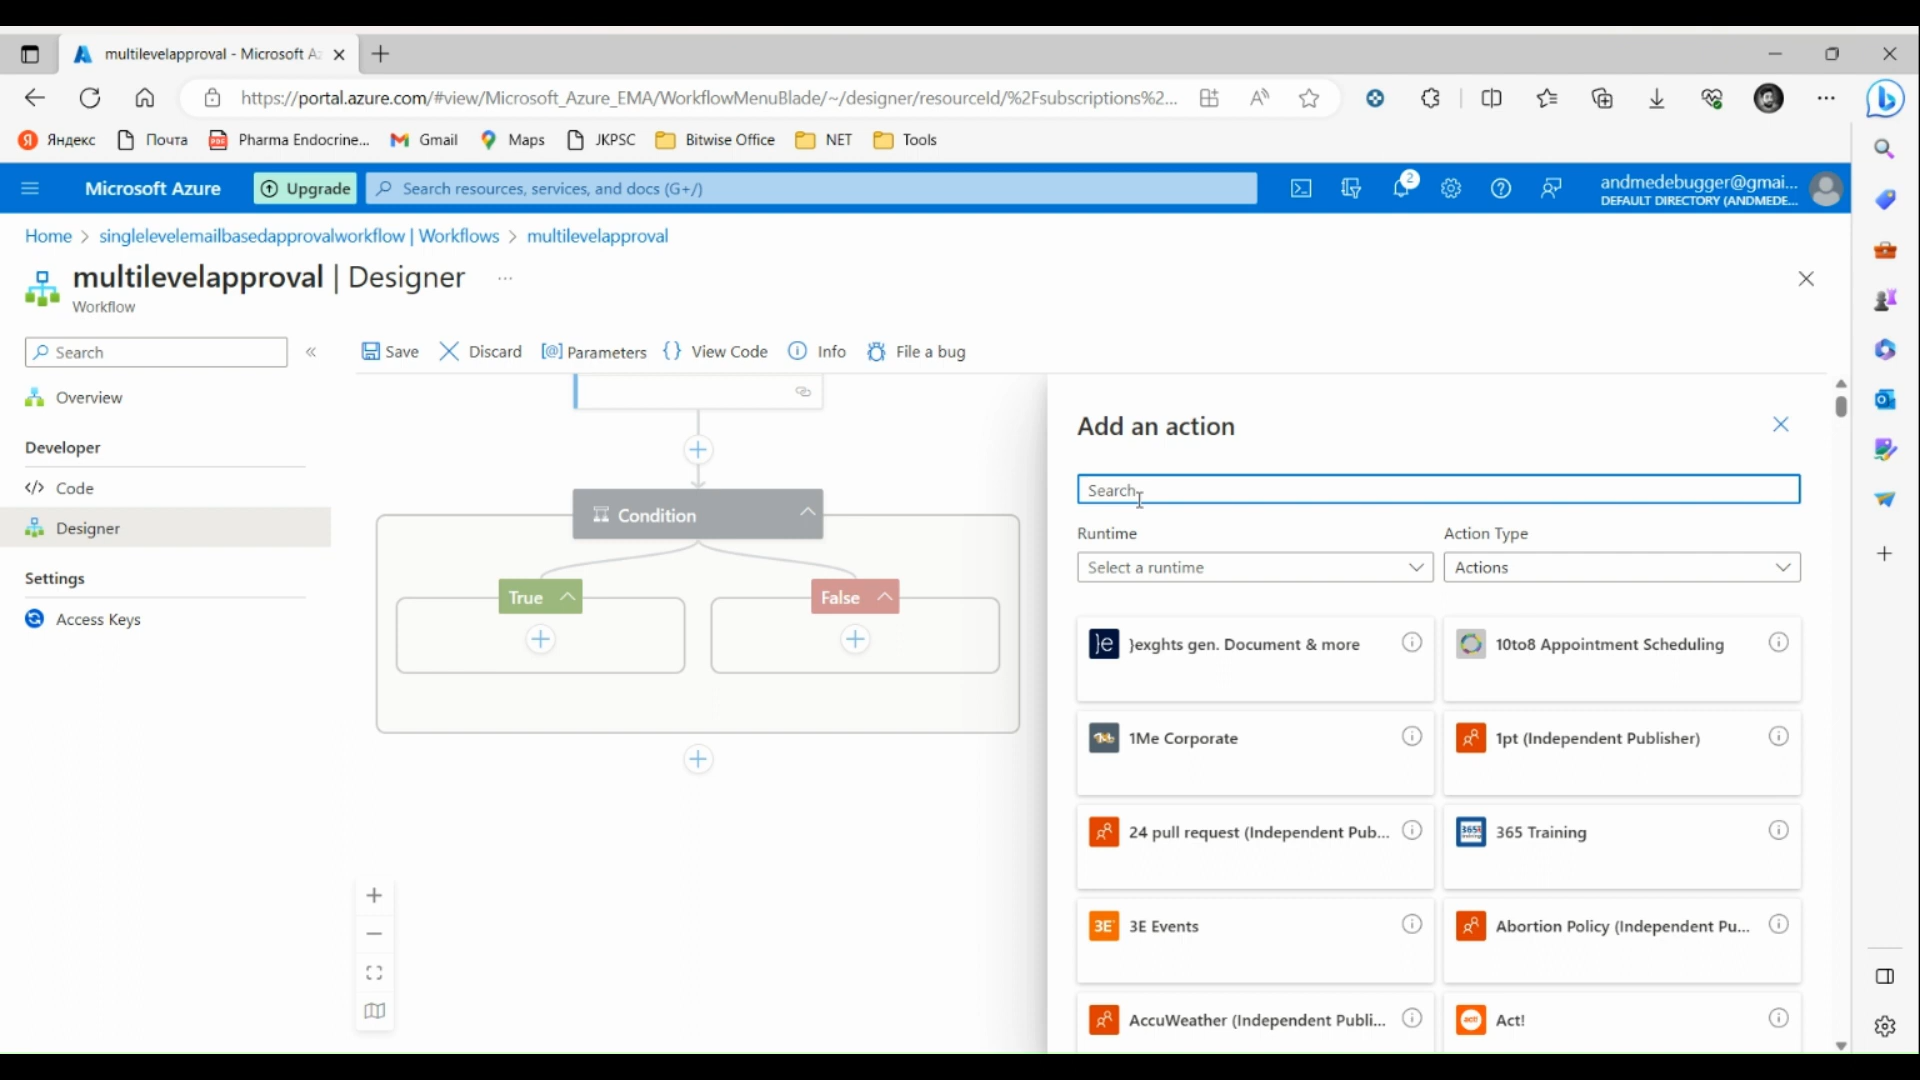 multilevelapproval - Microsoft A
https://portal.azure.com/#view/Microsoft_Azure_EMA/WorkflowMenuBlade/~/designer/resourceId/%2Fsubscriptions%2...
Яндекс Почта Pharma Endocrine... Gmail Maps JKPSC Bitwise Office NET Tools
Microsoft Azure Upgrade Search resources, services, and docs (G+/) 2 andmedebugger@gmai...
DEFAULT DIRECTORY (ANDMEDE...
Home > singlelevelemailbasedapprovalworkflow | Workflows > multilevelapproval
multilevelapproval | Designer ...
Workflow
Search «
Save Discard Parameters View Code Info File a bug
Overview
Developer
Code
Designer
Settings
Access Keys
Condition
True
False
Add an action
Search
Runtime Action Type
Select a runtime Actions
}exghts gen. Document & more 10to8 Appointment Scheduling
1Me Corporate 1pt (Independent Publisher)
24 pull request (Independent Pub... 365 Training
3E Events Abortion Policy (Independent Pu...
AccuWeather (Independent Publi... Act!